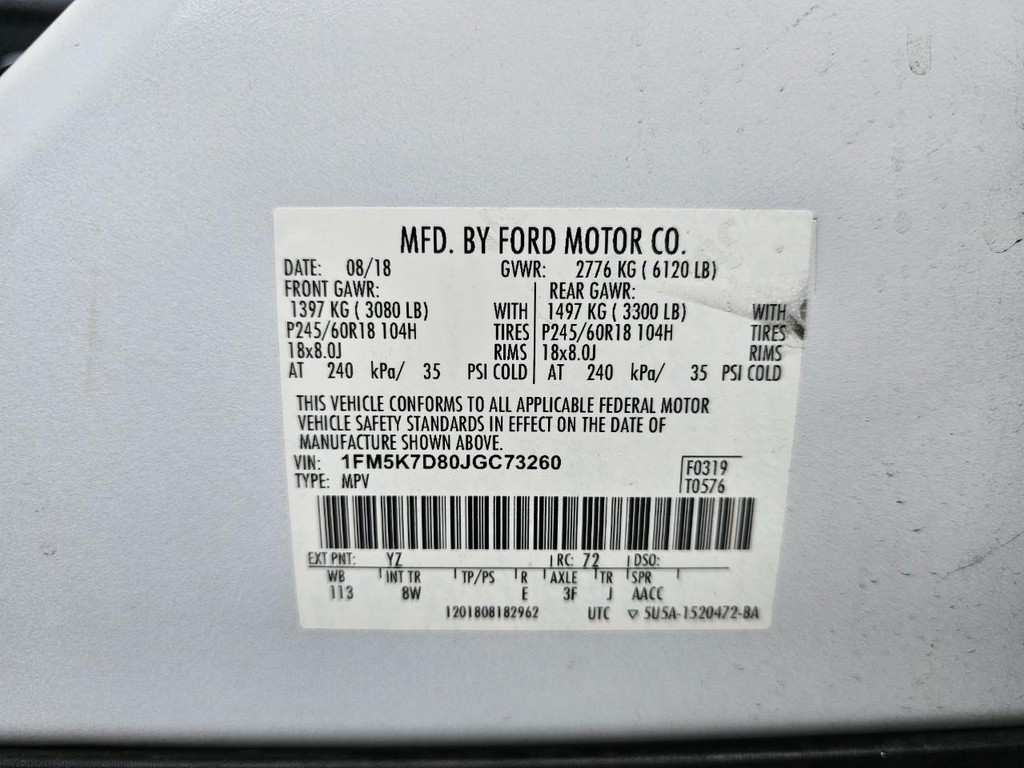 MFD. BY FORD MOTOR CO.
DATE: 08/18 GVWR: 2776 KG ( 6120 LB)
FRONT GAWR: REAR GAWR:
1397 KG ( 3080 LB) WITH 1497 KG ( 3300 LB) WITH
P245/60R18 104H TIRES P245/60R18 104H TIRES
18x8.0J RIMS 18x8.0J RIMS
AT 240 kPa/ 35 PSI COLD AT 240 kPa/ 35 PSI COLD
THIS VEHICLE CONFORMS TO ALL APPLICABLE FEDERAL MOTOR
VEHICLE SAFETY STANDARDS IN EFFECT ON THE DATE OF
MANUFACTURE SHOWN ABOVE.
VIN: 1FM5K7D80JGC73260 F0319
TYPE: MPV T0576
EXT PNT: YZ RC: 72 DSO:
WB INT TR TP/PS R AXLE TR SPR
113 8W E 3F J AACC
1201808182962 UTC ▽ 5U5A-1520472-BA